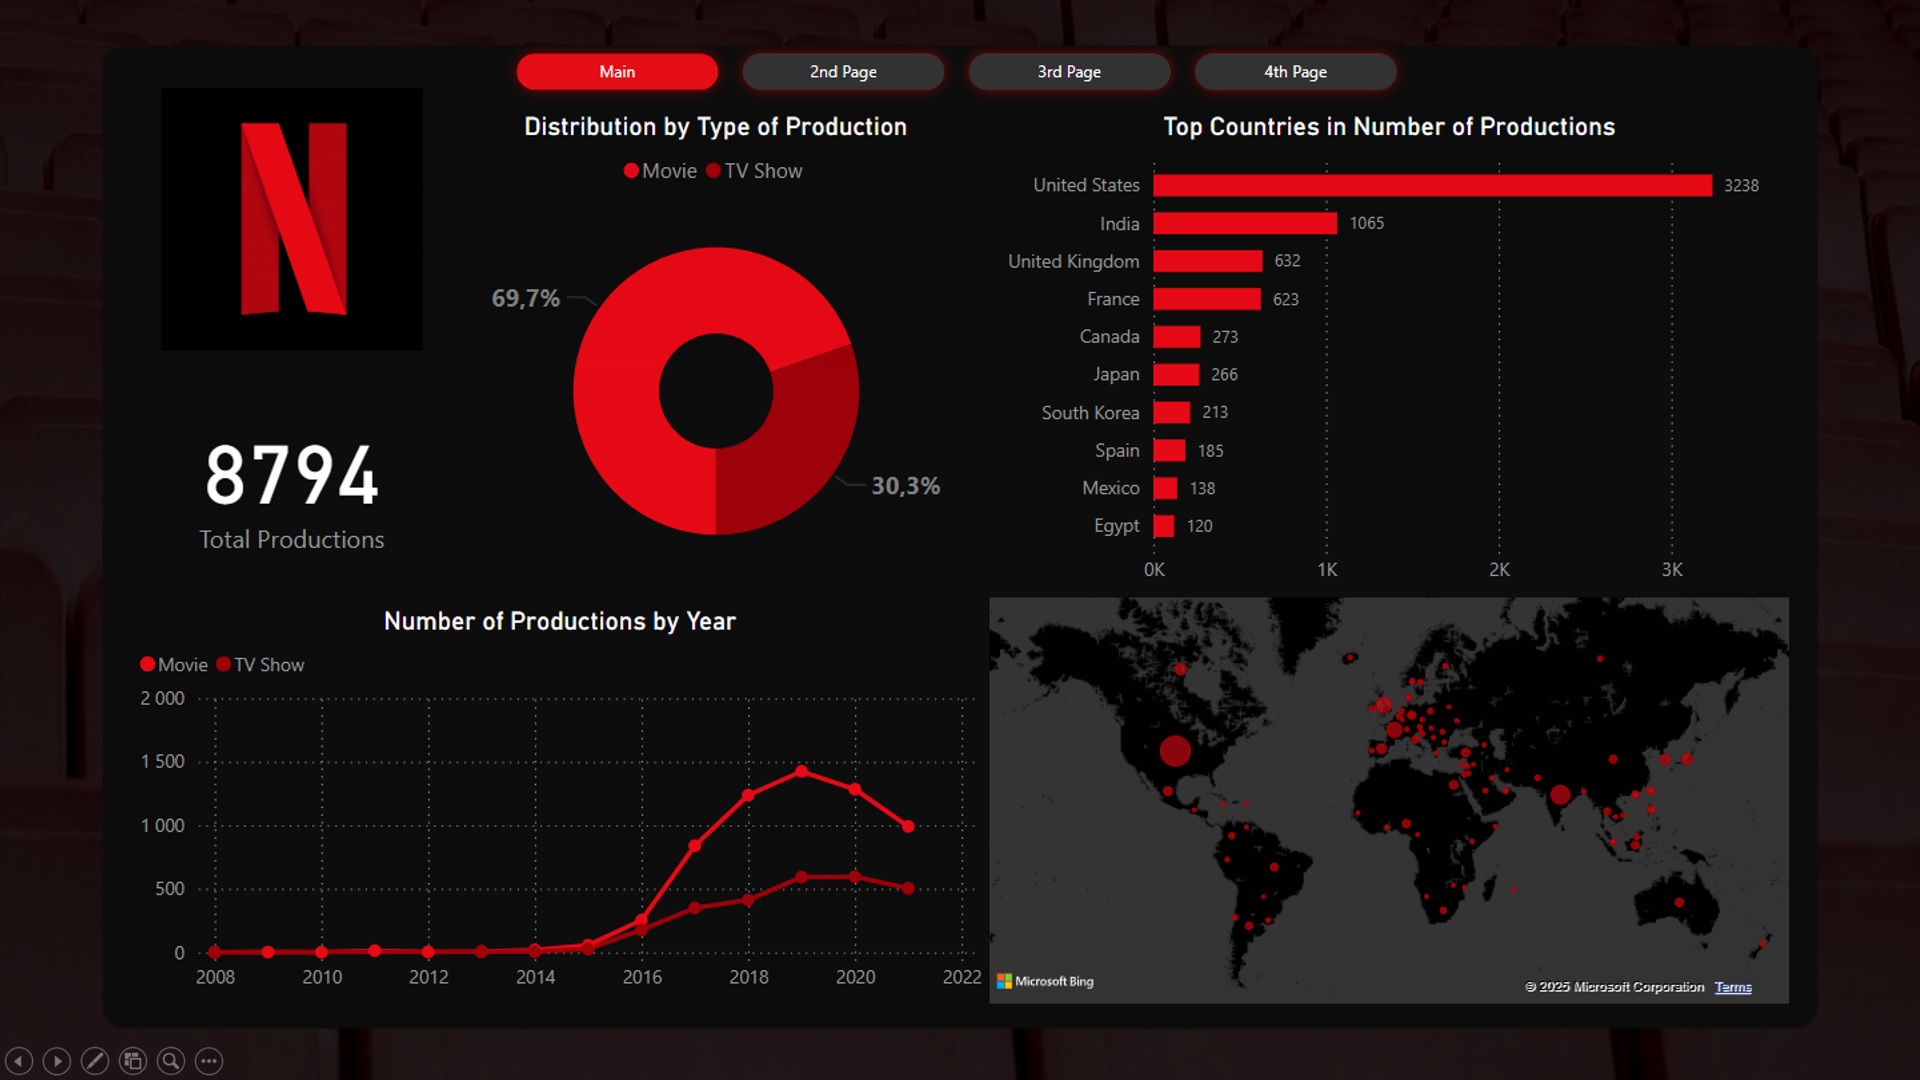 Main
2nd Page
3rd Page
4th Page
N
8794
Total Productions
Distribution by Type of Production
Movie TV Show
69,7%
30,3%
Top Countries in Number of Productions
United States 3238
India 1065
United Kingdom 632
France 623
Canada 273
Japan 266
South Korea 213
Spain 185
Mexico 138
Egypt 120
0K 1K 2K 3K
Number of Productions by Year
Movie TV Show
2 000
1 500
1 000
500
0
2008 2010 2012 2014 2016 2018 2020 2022
Microsoft Bing
© 2025 Microsoft Corporation Terms